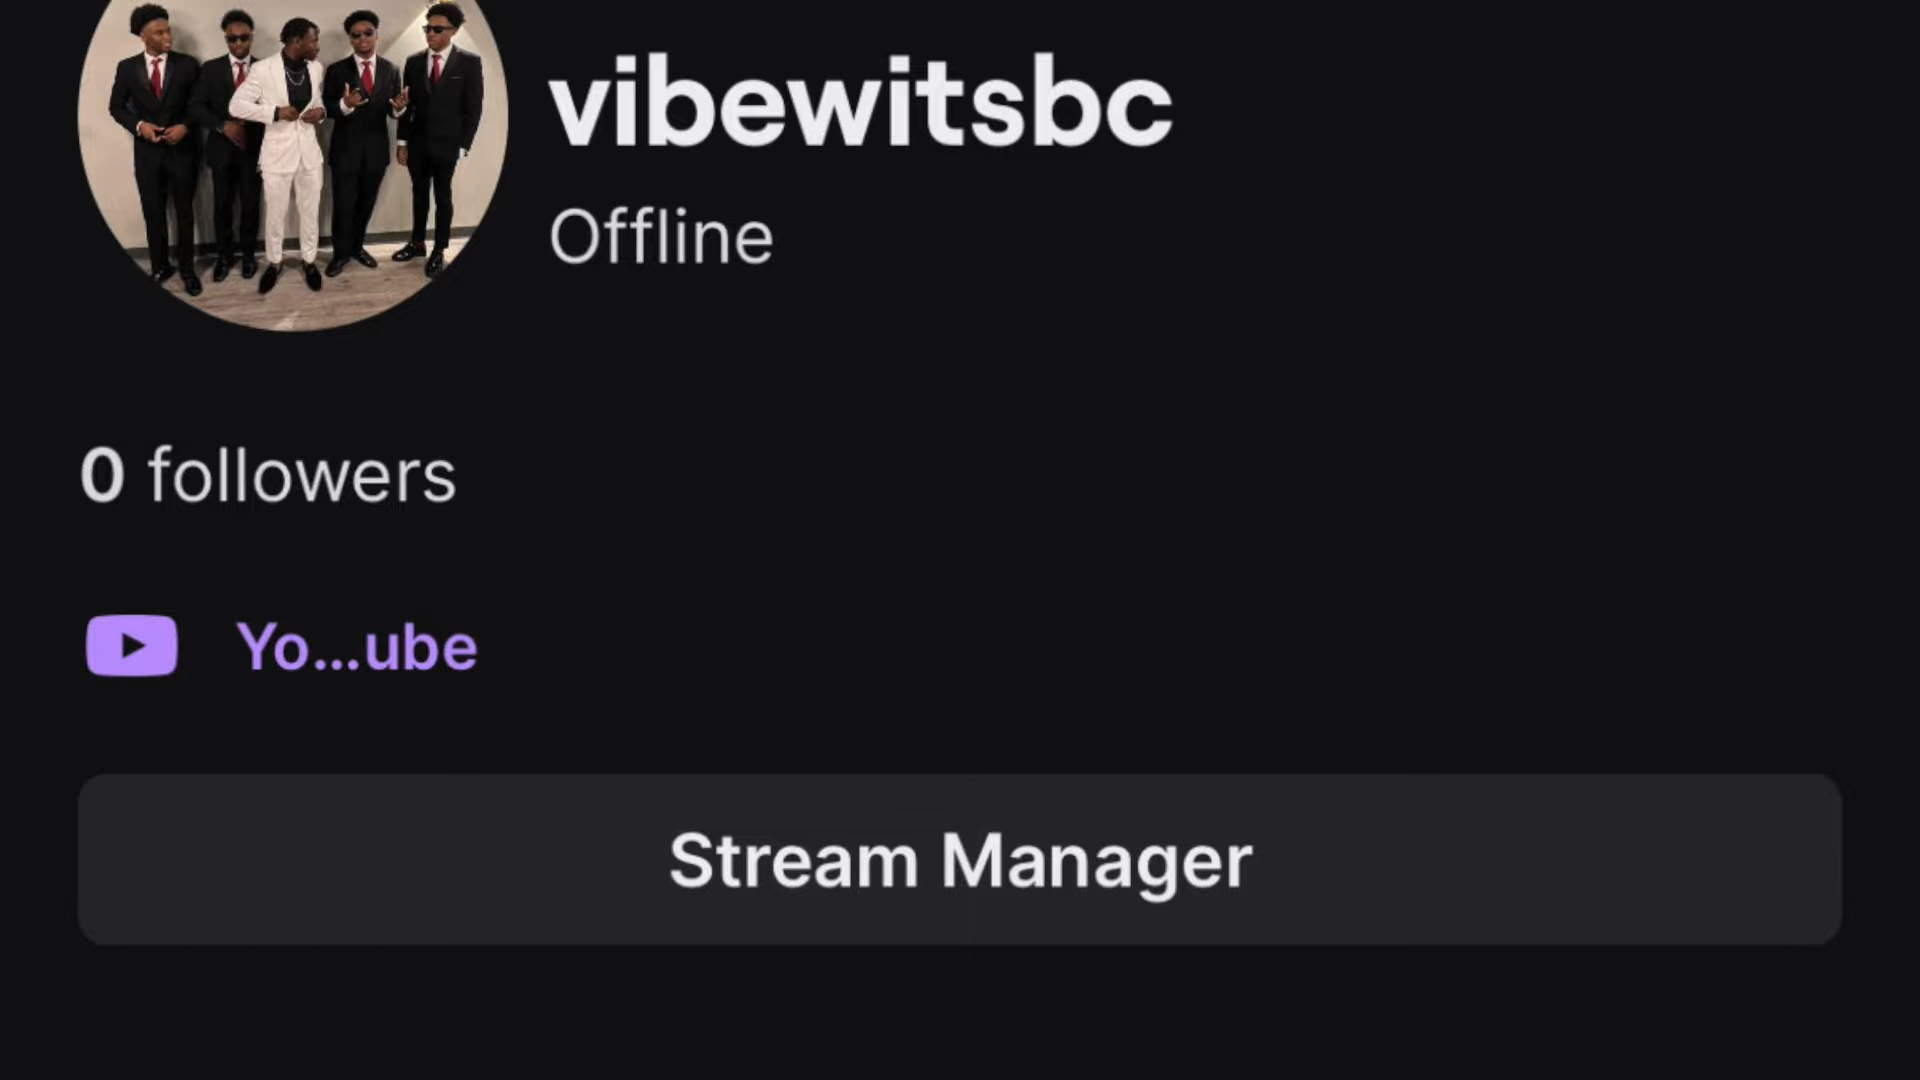 vibewitsbc
Offline
0 followers
Yo...ube
Stream Manager